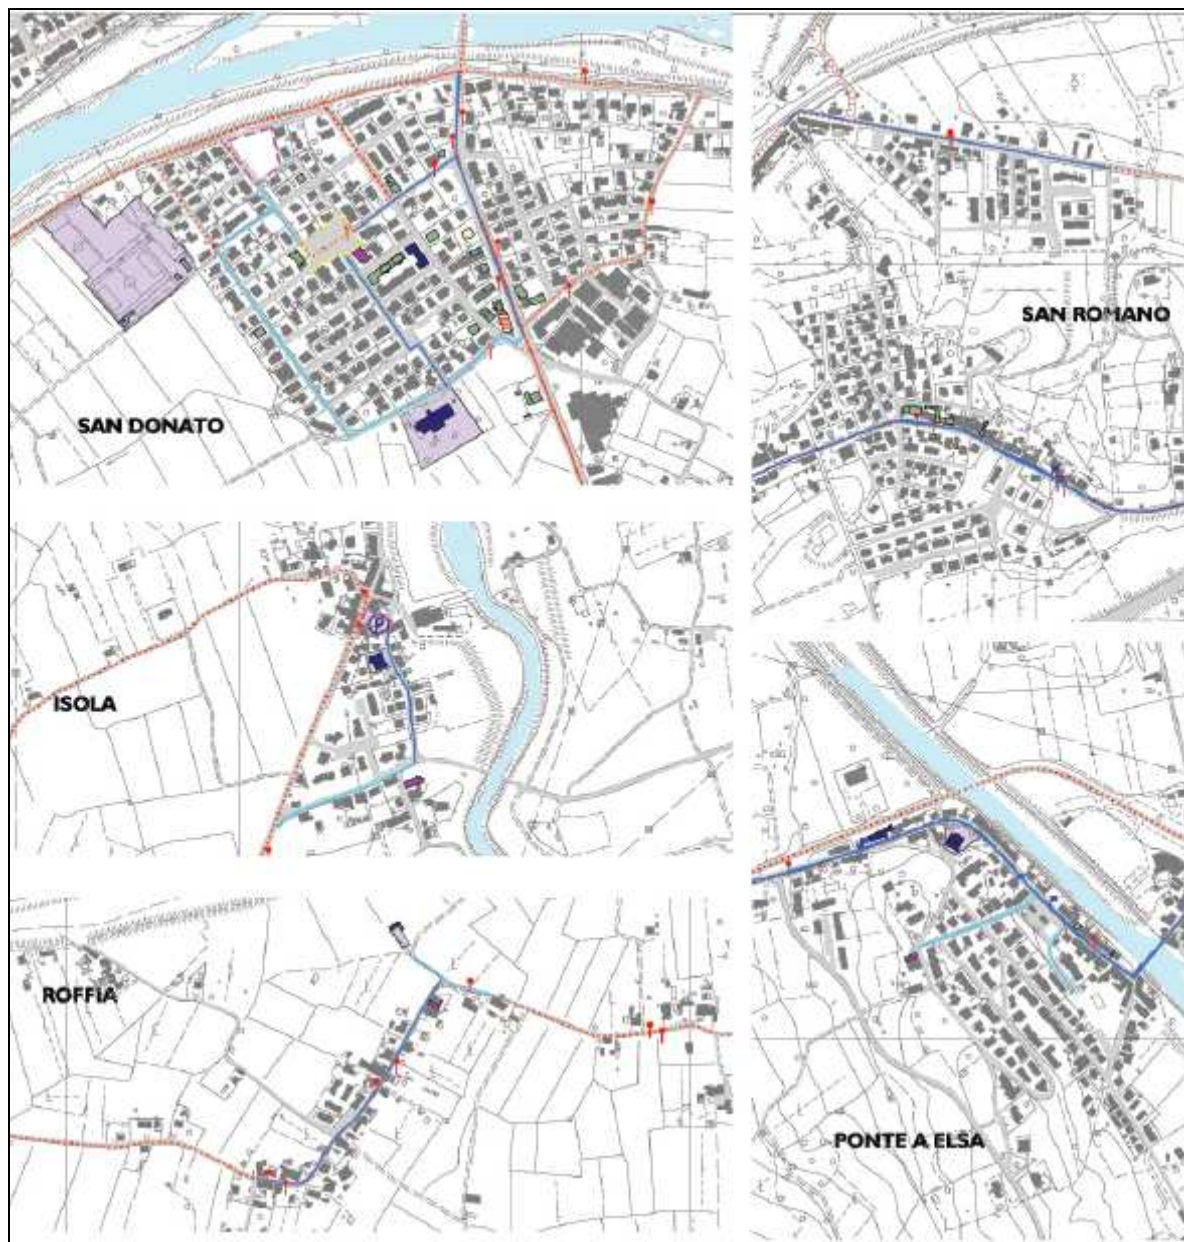 SAN DONATO
SAN ROMANO
ISOLA
P
ROFFIA
PONTE A ELSA